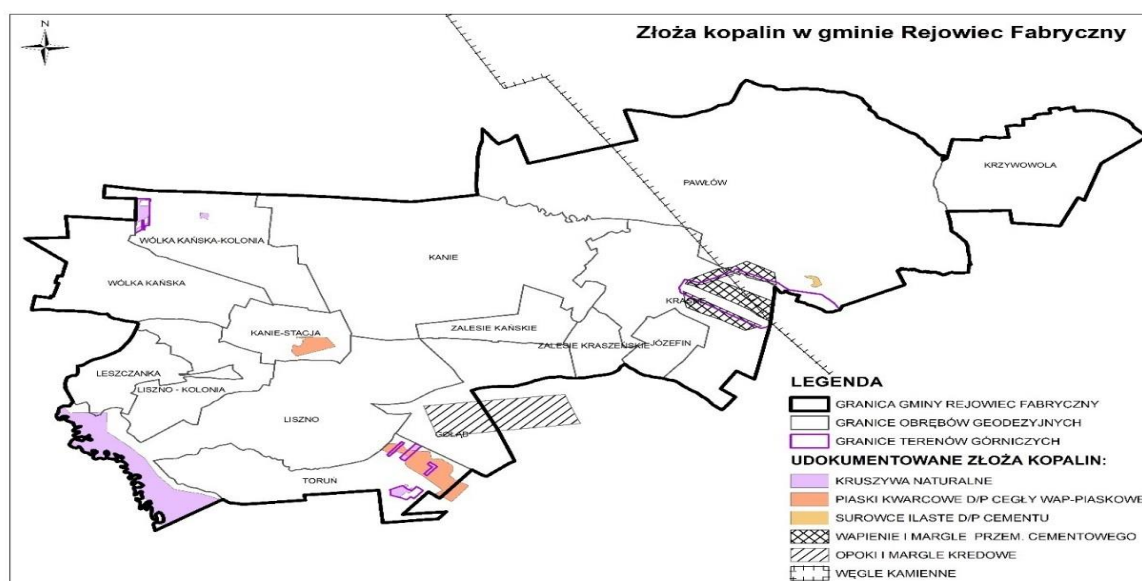 N
Złoża kopalin w gminie Rejowiec Fabryczny
KRZYWOWOLA
PAWŁÓW
WÓLKA KAŃSKA-KOLONIA
KANIE
WÓLKA KAŃSKA
KRASNE
KANIE-STACJA
ZALESIE KAŃSKIE
ZALESIE KRASZEŃSKIE
JÓZEFIN
LESZCZANKA
LISZNO - KOLONIA
LISZNO
GOŁĄB
TORUŃ
LEGENDA
GRANICA GMINY REJOWIEC FABRYCZNY
GRANICE OBRĘBÓW GEODEZYJNYCH
GRANICE TERENÓW GÓRNICZYCH
UDOKUMENTOWANE ZŁOŻA KOPALIN:
KRUSZYWA NATURALNE
PIASKI KWARCOWE D/P CEGŁY WAP-PIASKOWE
SUROWCE ILASTE D/P CEMENTU
WAPIENIE I MARGLE PRZEM. CEMENTOWEGO
OPOKI I MARGLE KREDOWE
WĘGLE KAMIENNE